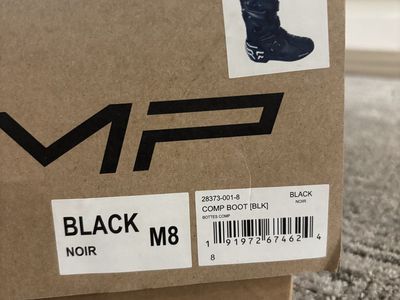 MP
BLACK
NOIR
M8
28373-001-8
BLACK
COMP BOOT [BLK]
NOIR
BOTTES COMP
1 91972 67462 4
8